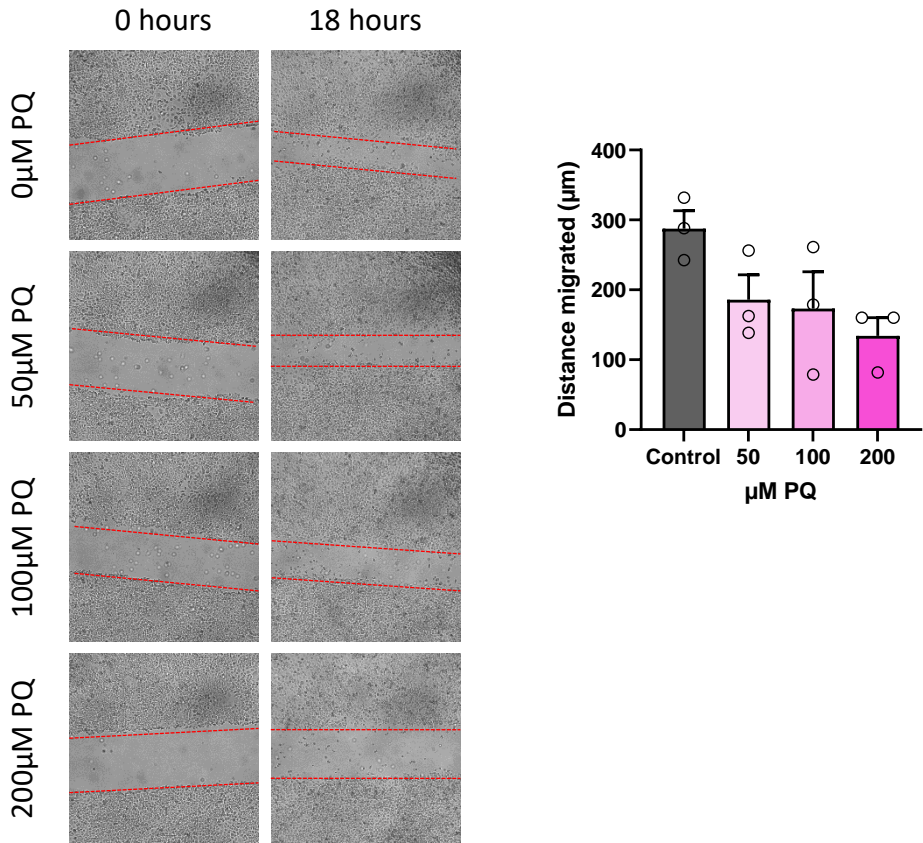 0 hours
18 hours
0µM PQ
50µM PQ
100µM PQ
200µM PQ
Distance migrated (µm)
400
300
200
100
0
Control
50
100
200
µM PQ